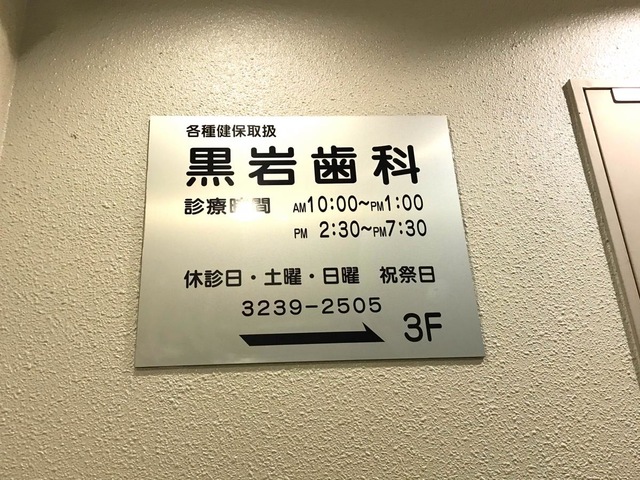 各種健保取扱
黒岩歯科
診療時間 AM10:00~PM1:00
PM 2:30~PM7:30
休診日・土曜・日曜 祝祭日
3239-2505
3F